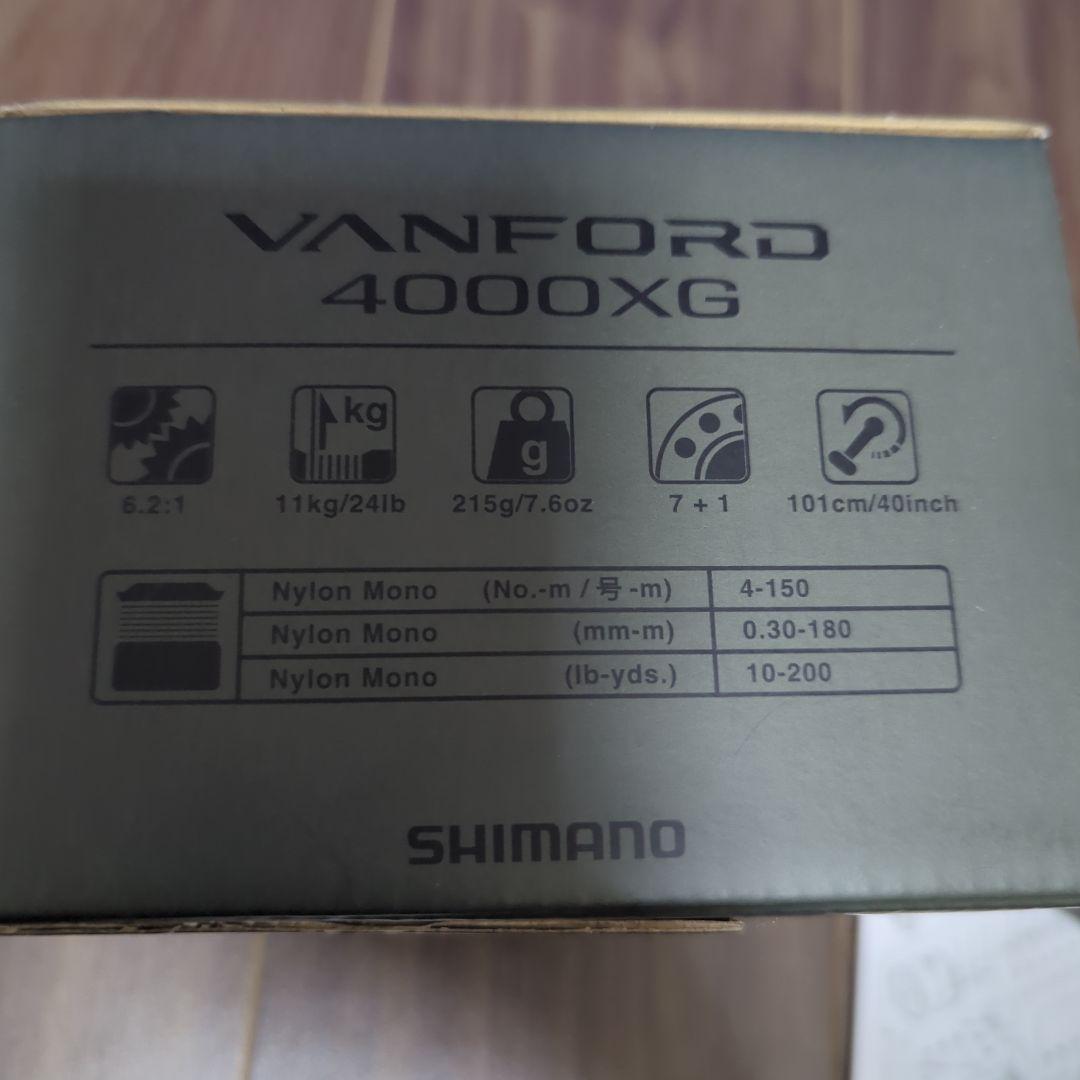 VANFORD
4000XG
kg
g
6.2:1 11kg/24lb 215g/7.6oz 7 + 1 101cm/40inch
Nylon Mono (No.-m / 号 -m) 4-150
Nylon Mono (mm-m) 0.30-180
Nylon Mono (lb-yds.) 10-200
SHIMANO